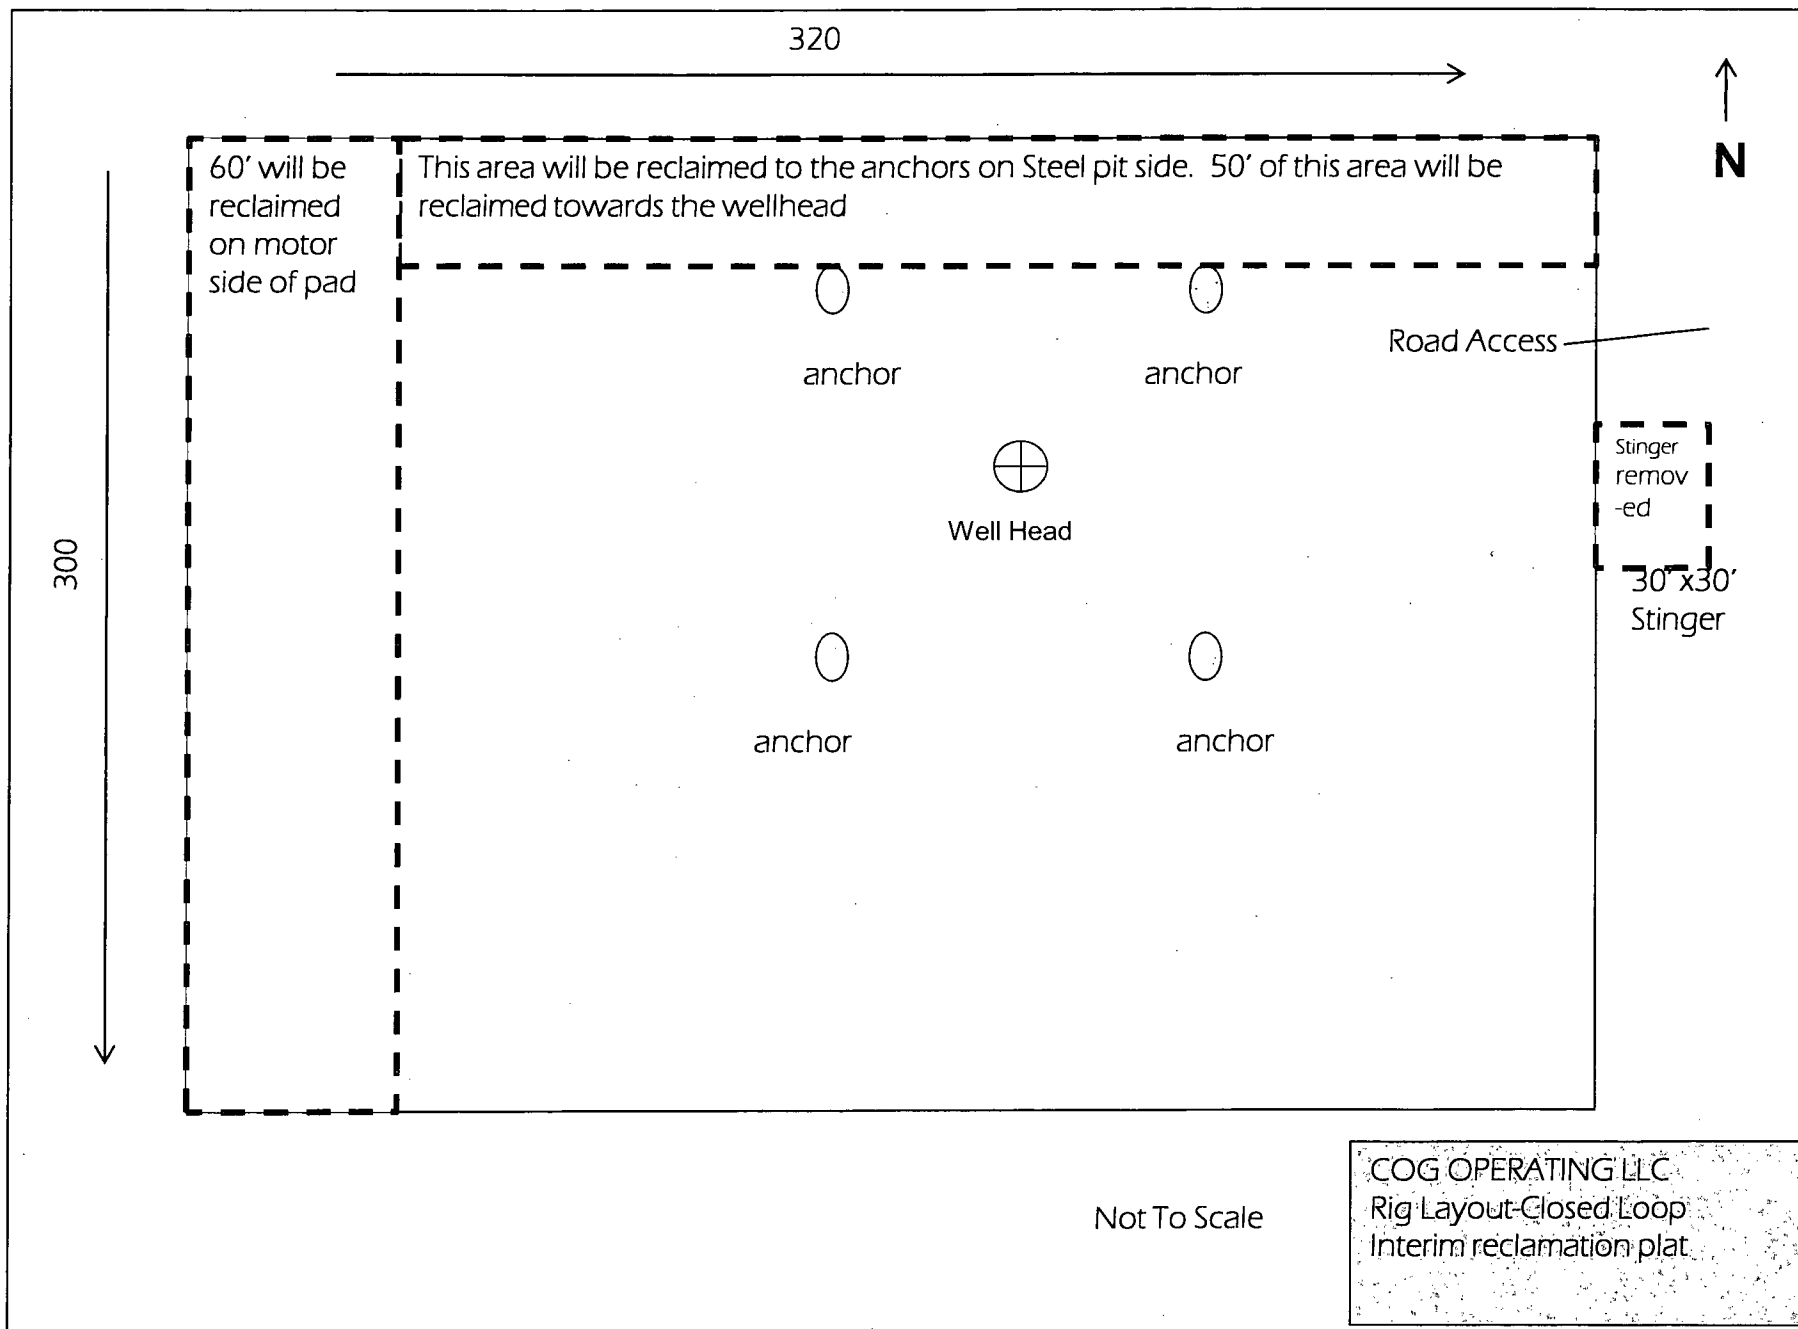 320
N
60' will be
reclaimed
on motor
side of pad
This area will be reclaimed to the anchors on Steel pit side. 50' of this area will be
reclaimed towards the wellhead
Road Access
anchor
anchor
Stinger
remov
-ed
Well Head
300
30' x30'
Stinger
anchor
anchor
Not To Scale
COG OPERATING LLC
Rig Layout-Closed Loop
Interim reclamation plat